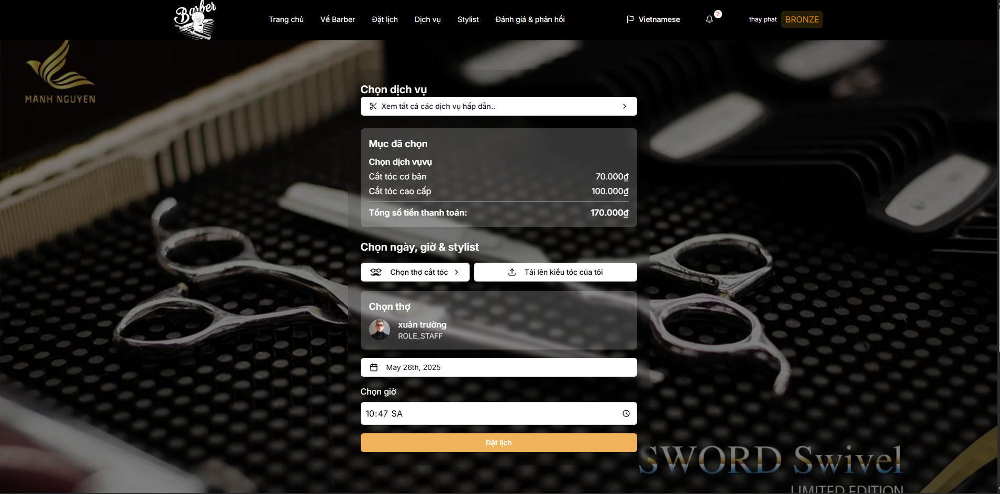 Barber
Trang chủ
Về Barber
Đặt lịch
Dịch vụ
Stylist
Đánh giá & phản hồi
Vietnamese
2
thay phat
BRONZE
MANH NGUYEN
Chọn dịch vụ
Xem tất cả các dịch vụ hấp dẫn..
Mục đã chọn
Chọn dịch vụvụ
Cắt tóc cơ bản 70.000₫
Cắt tóc cao cấp 100.000₫
Tổng số tiền thanh toán: 170.000₫
Chọn ngày, giờ & stylist
Chọn thợ cắt tóc
Tải lên kiểu tóc của tôi
Chọn thợ
xuân trường
ROLE_STAFF
May 26th, 2025
Chọn giờ
10:47 SA
Đặt lịch
SWORD Swivel
LIMITED EDITION